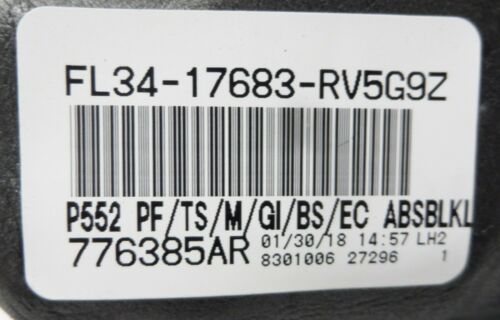 FL34-17683-RV5G9Z
P552 PF/TS/M/GI/BS/EC ABSBLKL
776385AR 01/30/18 14:57 LH2
8301006 27296 1